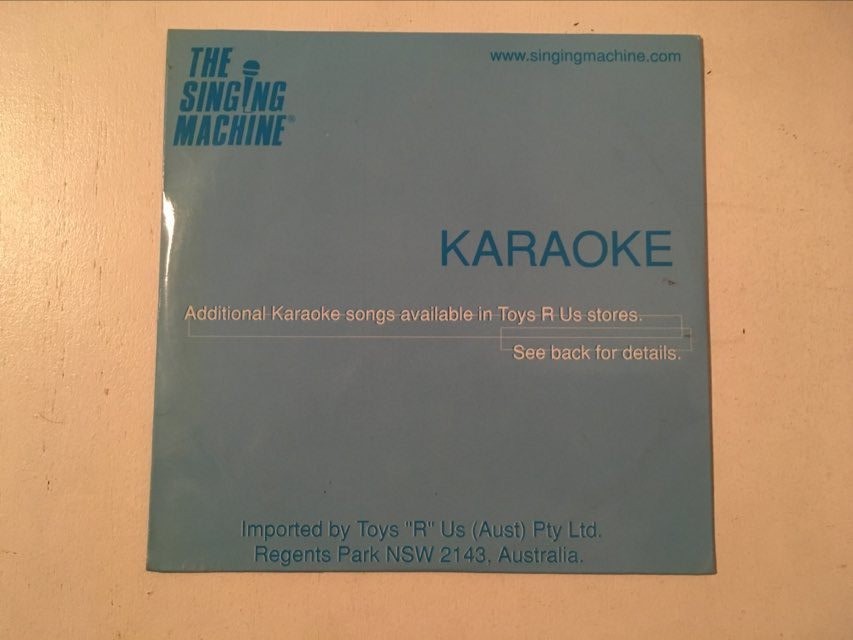 THE
SINGING
MACHINE®
www.singingmachine.com
KARAOKE
Additional Karaoke songs available in Toys R Us stores.
See back for details.
Imported by Toys "R" Us (Aust) Pty Ltd.
Regents Park NSW 2143, Australia.